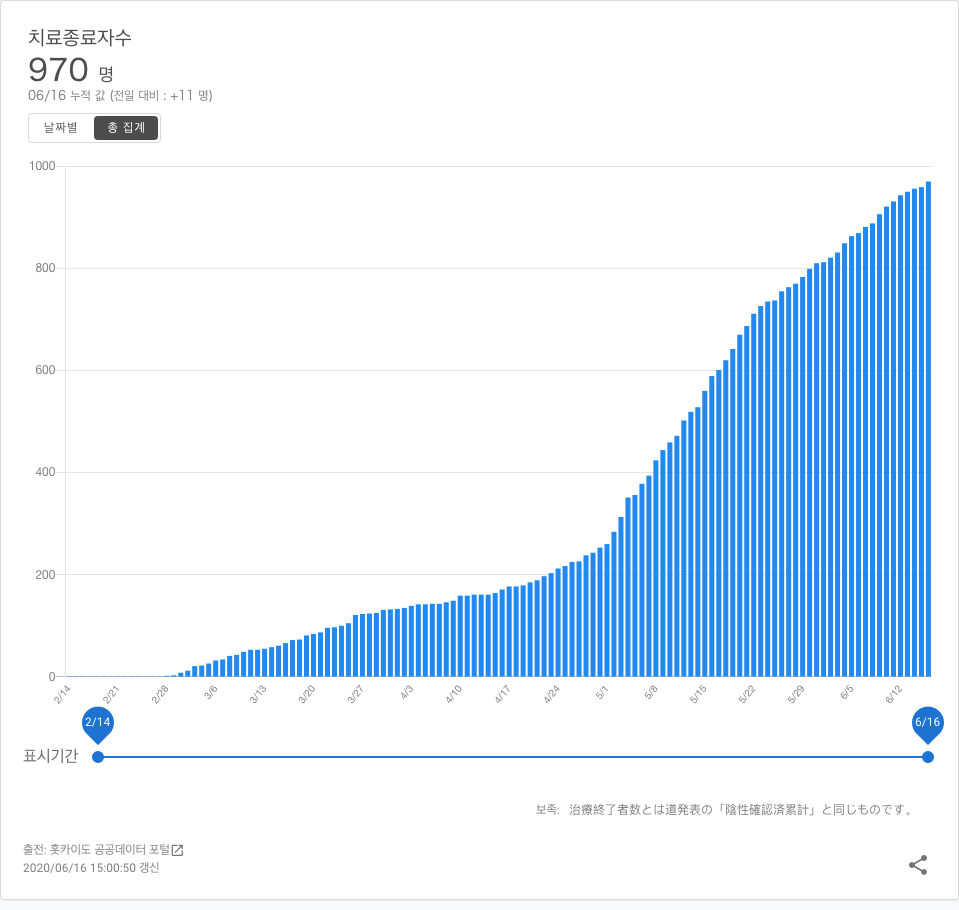 치료종료자수
970 명
06/16 누적 값 (전일 대비 : +11 명)
날짜별 총 집계
1000
800
600
400
200
0
2/14 2/21 2/28 3/6 3/13 3/20 3/27 4/3 4/10 4/17 4/24 5/1 5/8 5/15 5/22 5/29 6/5 6/12
2/14 6/16
표시기간
보족: 治療終了者数とは道発表の「陰性確認済累計」と同じものです。
출전: 홋카이도 공공데이터 포털
2020/06/16 15:00:50 갱신